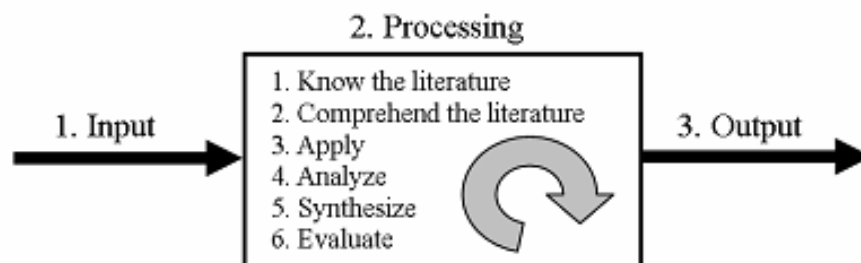 2. Processing
1. Input
1. Know the literature
2. Comprehend the literature
3. Apply
4. Analyze
5. Synthesize
6. Evaluate
3. Output